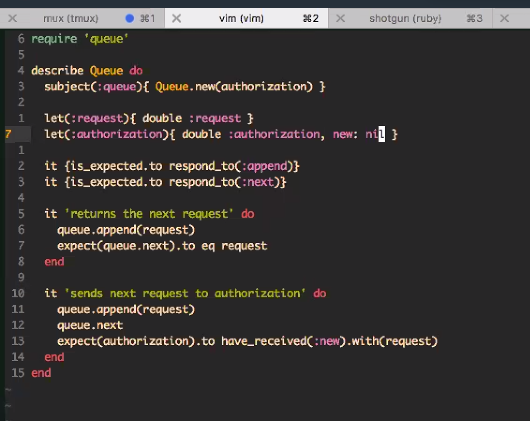 mux (tmux) ⌘1 vim (vim) ⌘2 shotgun (ruby) ⌘3
6 require 'queue'
5
4 describe Queue do
3 subject(:queue){ Queue.new(authorization) }
2
1 let(:request){ double :request }
7 let(:authorization){ double :authorization, new: nil }
1
2 it {is_expected.to respond_to(:append)}
3 it {is_expected.to respond_to(:next)}
4
5 it 'returns the next request' do
6 queue.append(request)
7 expect(queue.next).to eq request
8 end
9
10 it 'sends next request to authorization' do
11 queue.append(request)
12 queue.next
13 expect(authorization).to have_received(:new).with(request)
14 end
15 end
~
~